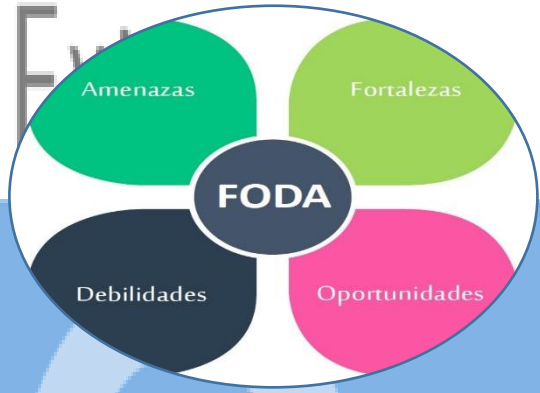 Amenazas
Fortalezas
FODA
Debilidades
Oportunidades